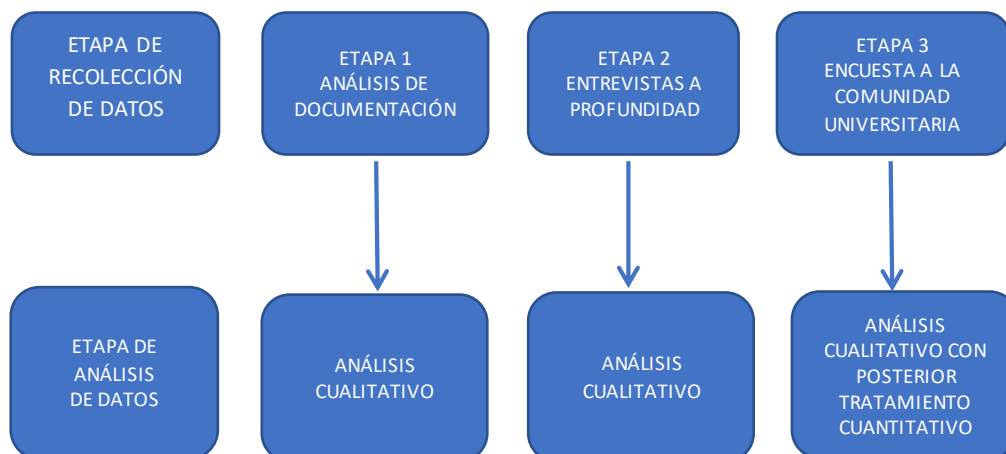 ETAPA DE
RECOLECCIÓN
DE DATOS
ETAPA 1
ANÁLISIS DE
DOCUMENTACIÓN
ETAPA 2
ENTREVISTAS A
PROFUNDIDAD
ETAPA 3
ENCUESTA A LA
COMUNIDAD
UNIVERSITARIA
ETAPA DE
ANÁLISIS
DE DATOS
ANÁLISIS
CUALITATIVO
ANÁLISIS
CUALITATIVO
ANÁLISIS
CUALITATIVO CON
POSTERIOR
TRATAMIENTO
CUANTITATIVO